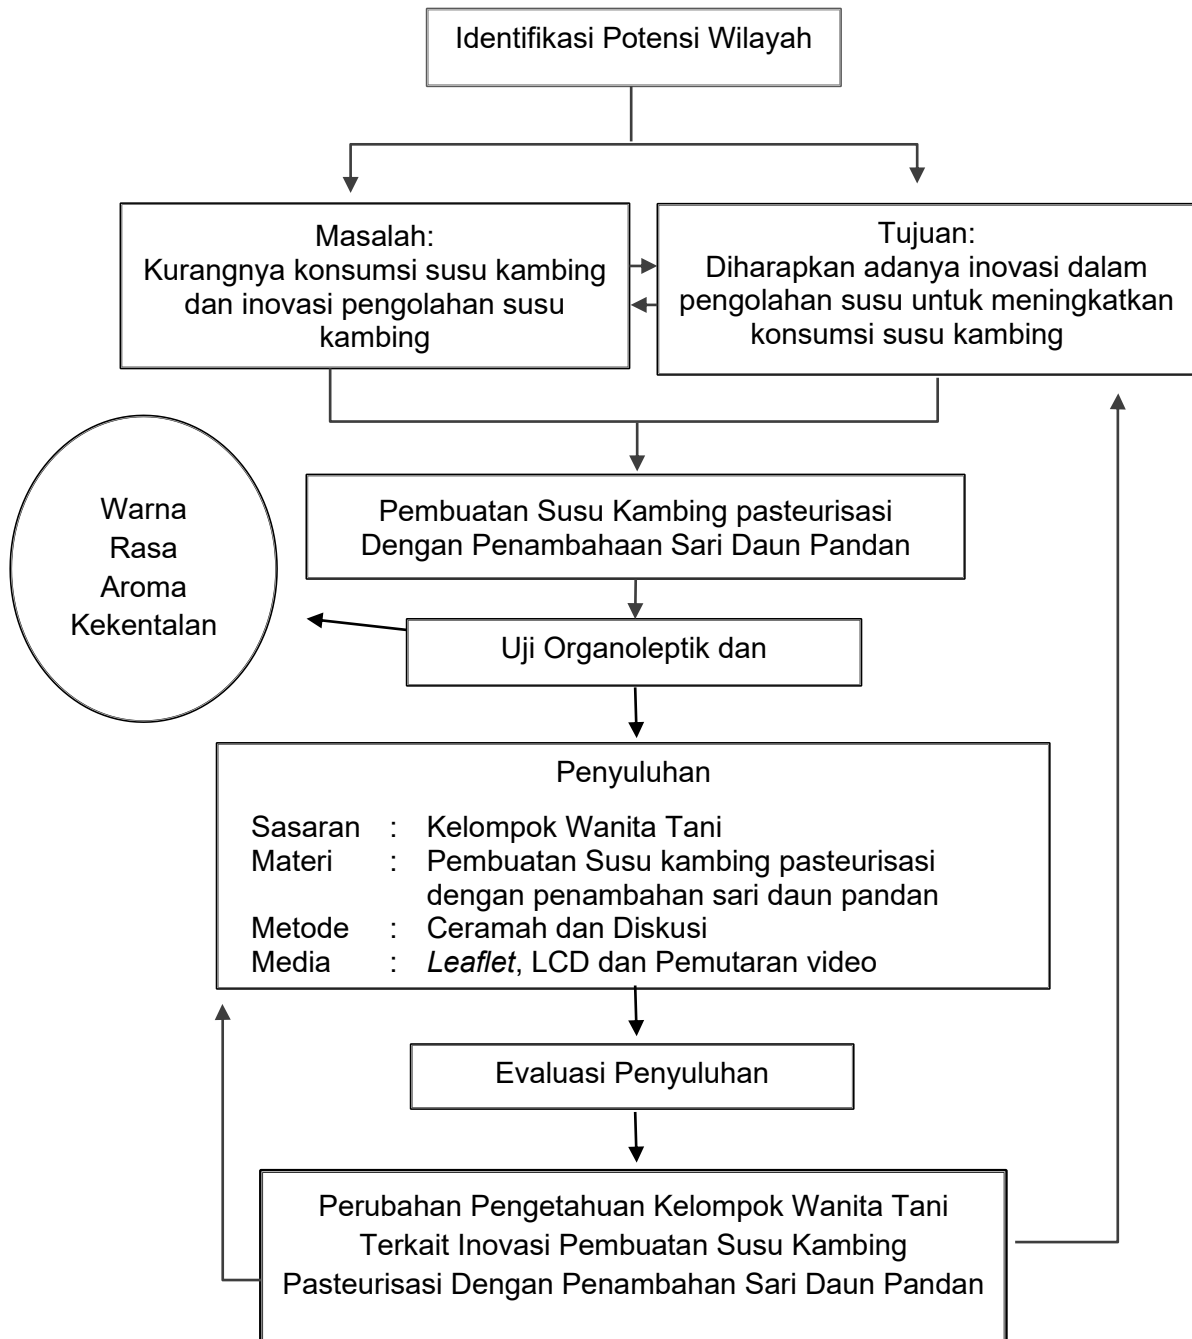 Identifikasi Potensi Wilayah
Masalah:
Kurangnya konsumsi susu kambing
dan inovasi pengolahan susu
kambing
Tujuan:
Diharapkan adanya inovasi dalam
pengolahan susu untuk meningkatkan
konsumsi susu kambing
Warna
Rasa
Aroma
Kekentalan
Pembuatan Susu Kambing pasteurisasi
Dengan Penambahaan Sari Daun Pandan
Uji Organoleptik dan
Penyuluhan
Sasaran : Kelompok Wanita Tani
Materi : Pembuatan Susu kambing pasteurisasi
dengan penambahan sari daun pandan
Metode : Ceramah dan Diskusi
Media : Leaflet, LCD dan Pemutaran video
Evaluasi Penyuluhan
Perubahan Pengetahuan Kelompok Wanita Tani
Terkait Inovasi Pembuatan Susu Kambing
Pasteurisasi Dengan Penambahan Sari Daun Pandan